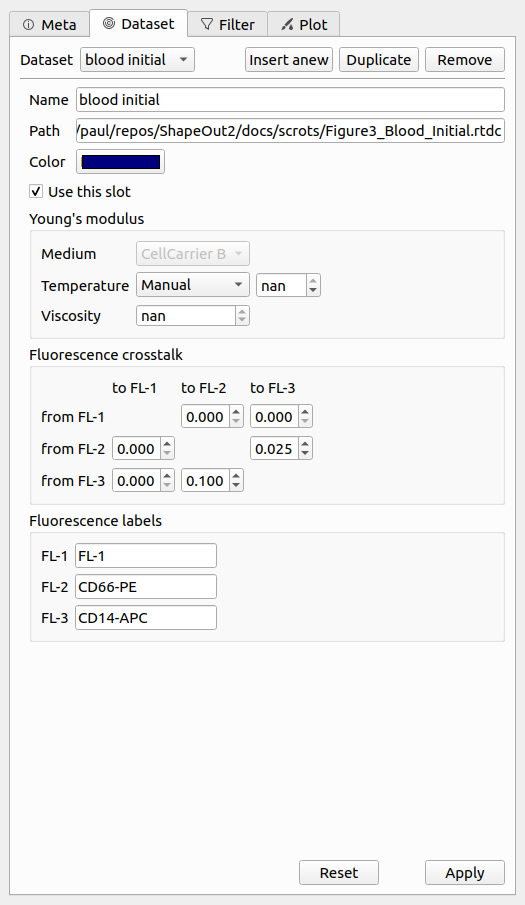 Meta Dataset Filter Plot
Dataset blood initial Insert anew Duplicate Remove
Name blood initial
Path /paul/repos/ShapeOut2/docs/scrots/Figure3_Blood_Initial.rtdc
Color
Use this slot
Young's modulus
Medium CellCarrier B
Temperature Manual nan
Viscosity nan
Fluorescence crosstalk
to FL-1 to FL-2 to FL-3
from FL-1 0.000 0.000
from FL-2 0.000 0.025
from FL-3 0.000 0.100
Fluorescence labels
FL-1 FL-1
FL-2 CD66-PE
FL-3 CD14-APC
Reset Apply